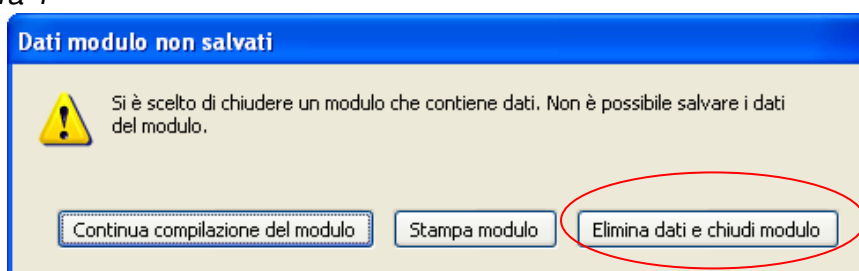 Dati modulo non salvati
Si è scelto di chiudere un modulo che contiene dati. Non è possibile salvare i dati
del modulo.
Continua compilazione del modulo Stampa modulo Elimina dati e chiudi modulo